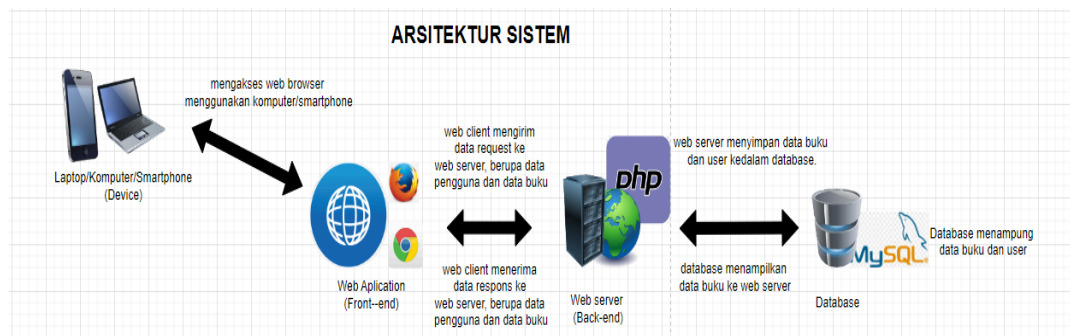 ARSITEKTUR SISTEM
mengakses web browser
menggunakan komputer/smartphone
Laptop/Komputer/Smartphone
(Device)
web client mengirim
data request ke
web server, berupa data
pengguna dan data buku
web client menerima
data respons ke
web server, berupa data
pengguna dan data buku
Web Aplication
(Front--end)
php
Web server
(Back-end)
web server menyimpan data buku
dan user kedalam database.
database menampilkan
data buku ke web server
MySQL
Database
Database menampung
data buku dan user